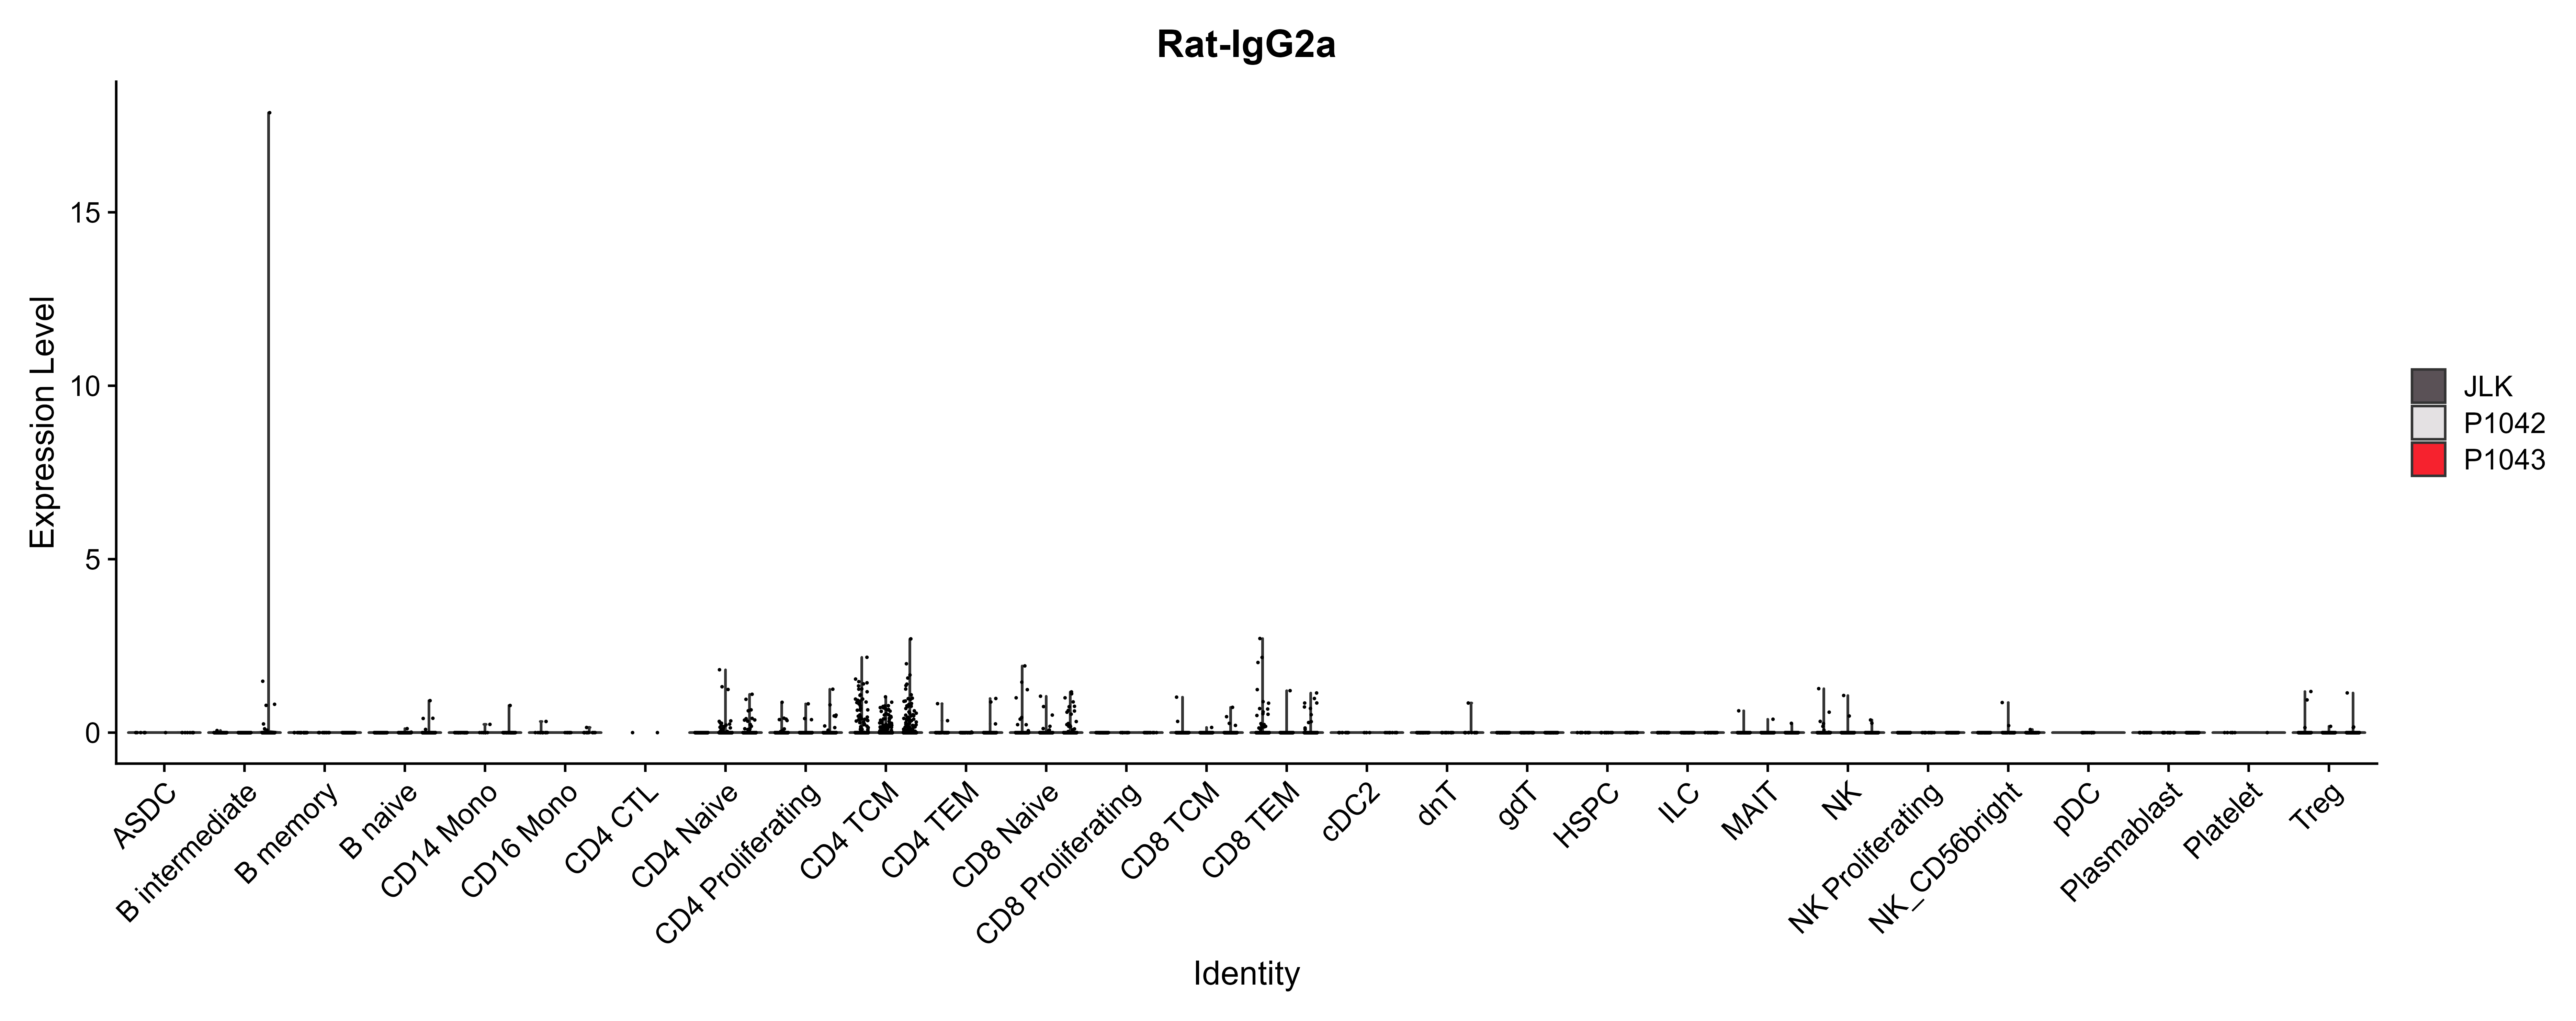 Rat-IgG2a
Expression Level
15
10
5
0
JLK
P1042
P1043
ASDC
B intermediate
B memory
B naive
CD14 Mono
CD16 Mono
CD4 CTL
CD4 Naive
CD4 Proliferating
CD4 TCM
CD4 TEM
CD8 Naive
CD8 Proliferating
CD8 TCM
CD8 TEM
cDC2
dnT
gdT
HSPC
ILC
MAIT
NK
NK Proliferating
NK_CD56bright
pDC
Plasmablast
Platelet
Treg
Identity